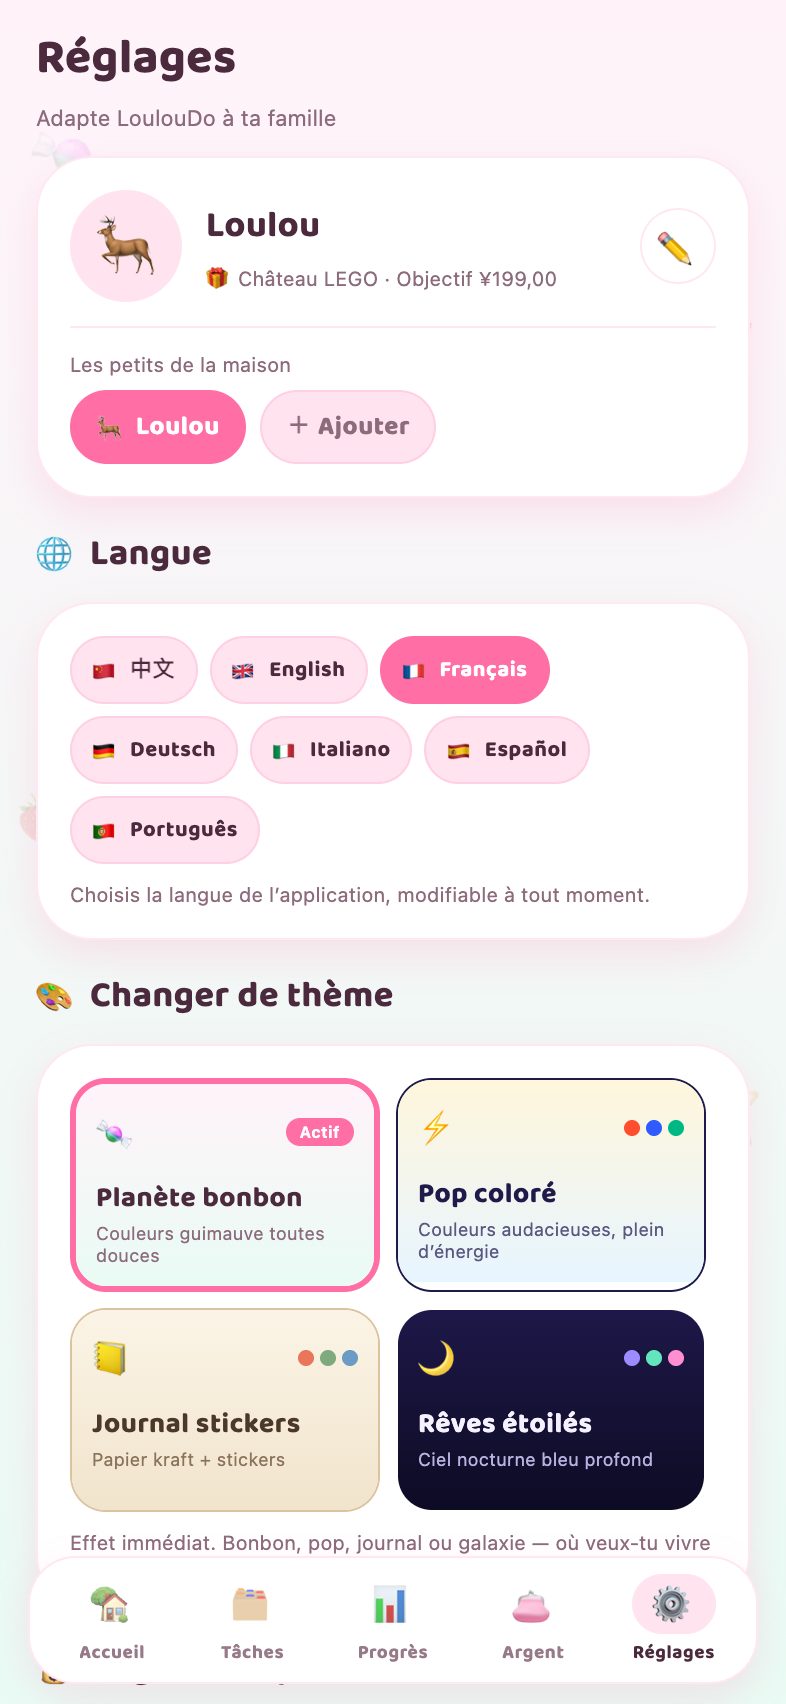 Réglages
Adapte LoulouDo à ta famille
Loulou
Château LEGO · Objectif ¥199,00
Les petits de la maison
Loulou
+ Ajouter
Langue
中文
English
Français
Deutsch
Italiano
Español
Português
Choisis la langue de l’application, modifiable à tout moment.
Changer de thème
Actif
Planète bonbon
Couleurs guimauve toutes
douces
Pop coloré
Couleurs audacieuses, plein
d’énergie
Journal stickers
Papier kraft + stickers
Rêves étoilés
Ciel nocturne bleu profond
Effet immédiat. Bonbon, pop, journal ou galaxie — où veux-tu vivre
Accueil
Tâches
Progrès
Argent
Réglages